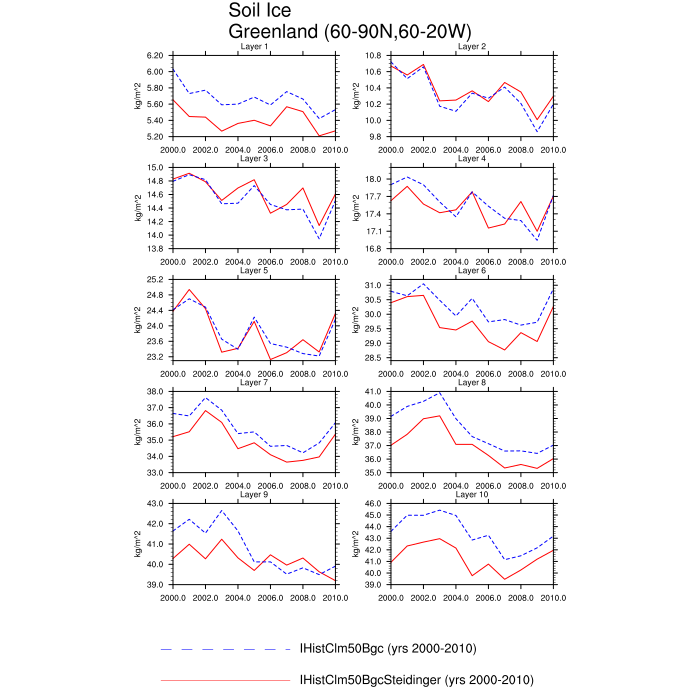 Soil Ice
Greenland (60-90N,60-20W)
Layer 1
6.20
6.00
5.80
5.60
5.40
5.20
kg/m^2
2000.0 2002.0 2004.0 2006.0 2008.0 2010.0
Layer 2
10.8
10.6
10.4
10.2
10.0
9.8
kg/m^2
2000.0 2002.0 2004.0 2006.0 2008.0 2010.0
Layer 3
15.0
14.8
14.6
14.4
14.2
14.0
13.8
kg/m^2
2000.0 2002.0 2004.0 2006.0 2008.0 2010.0
Layer 4
18.0
17.7
17.4
17.1
16.8
kg/m^2
2000.0 2002.0 2004.0 2006.0 2008.0 2010.0
Layer 5
25.2
24.8
24.4
24.0
23.6
23.2
kg/m^2
2000.0 2002.0 2004.0 2006.0 2008.0 2010.0
Layer 6
31.0
30.5
30.0
29.5
29.0
28.5
kg/m^2
2000.0 2002.0 2004.0 2006.0 2008.0 2010.0
Layer 7
38.0
37.0
36.0
35.0
34.0
33.0
kg/m^2
2000.0 2002.0 2004.0 2006.0 2008.0 2010.0
Layer 8
41.0
40.0
39.0
38.0
37.0
36.0
35.0
kg/m^2
2000.0 2002.0 2004.0 2006.0 2008.0 2010.0
Layer 9
43.0
42.0
41.0
40.0
39.0
kg/m^2
2000.0 2002.0 2004.0 2006.0 2008.0 2010.0
Layer 10
46.0
45.0
44.0
43.0
42.0
41.0
40.0
39.0
kg/m^2
2000.0 2002.0 2004.0 2006.0 2008.0 2010.0
IHistClm50Bgc (yrs 2000-2010)
IHistClm50BgcSteidinger (yrs 2000-2010)